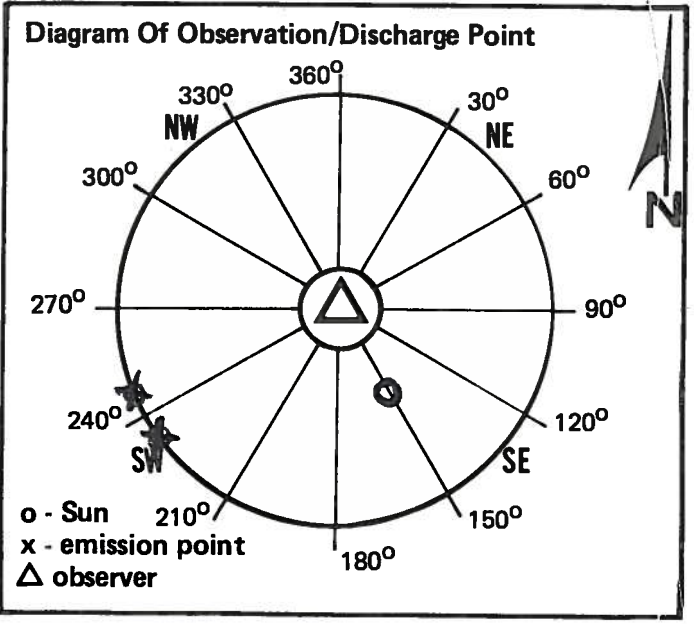 Diagram Of Observation/Discharge Point
360°
330°
30°
NW
NE
300°
60°
N
270°
90°
240°
120°
SW
SE
o - Sun
210°
150°
x - emission point
180°
△ observer